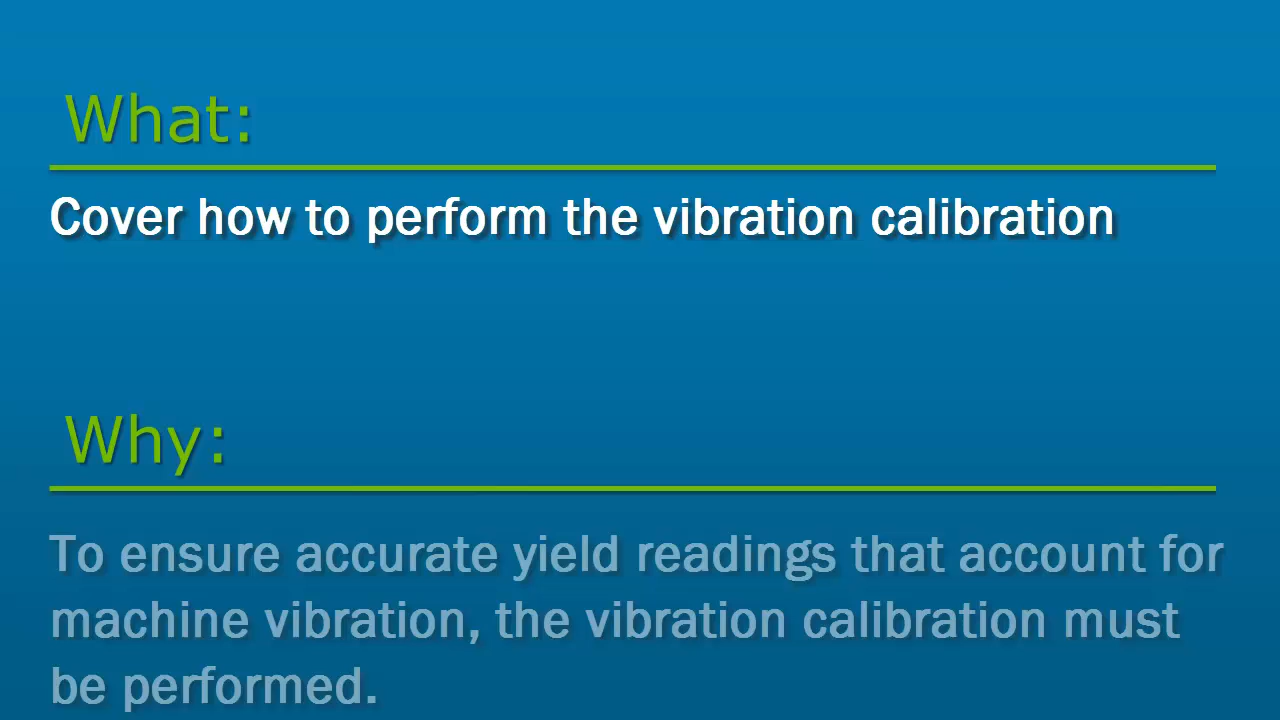 What:
Cover how to perform the vibration calibration
Why:
To ensure accurate yield readings that account for
machine vibration, the vibration calibration must
be performed.